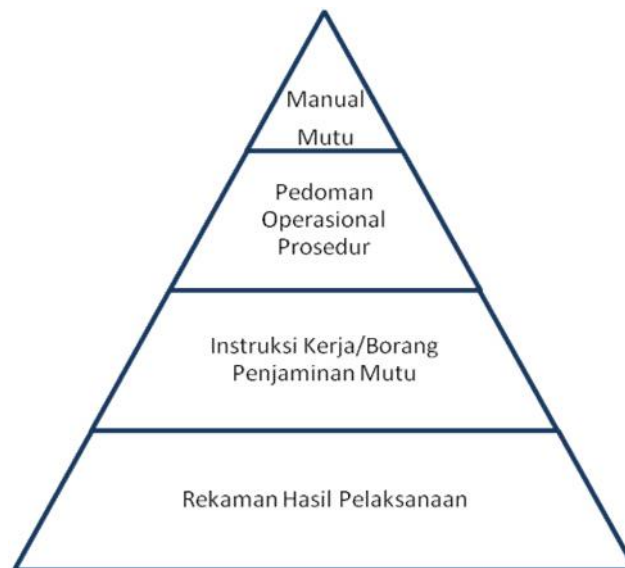 Manual
Mutu
Pedoman
Operasional
Prosedur
Instruksi Kerja/Borang
Penjaminan Mutu
Rekaman Hasil Pelaksanaan